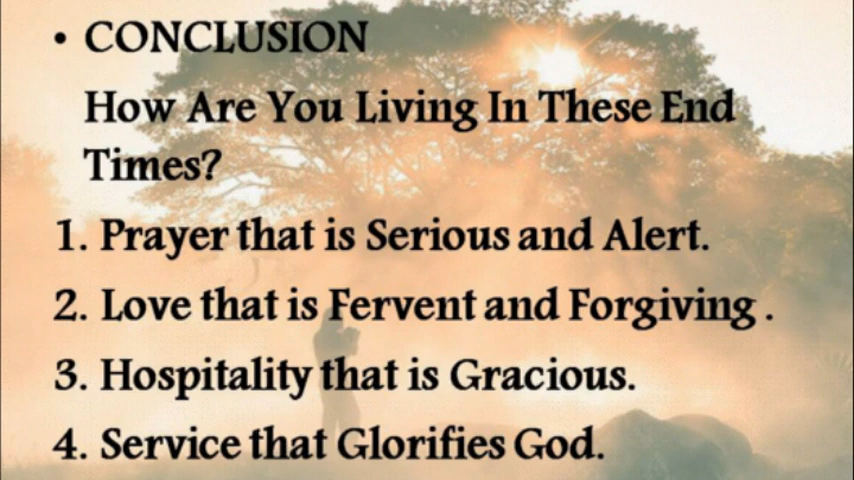 • CONCLUSION
How Are You Living In These End
Times?
1. Prayer that is Serious and Alert.
2. Love that is Fervent and Forgiving .
3. Hospitality that is Gracious.
4. Service that Glorifies God.